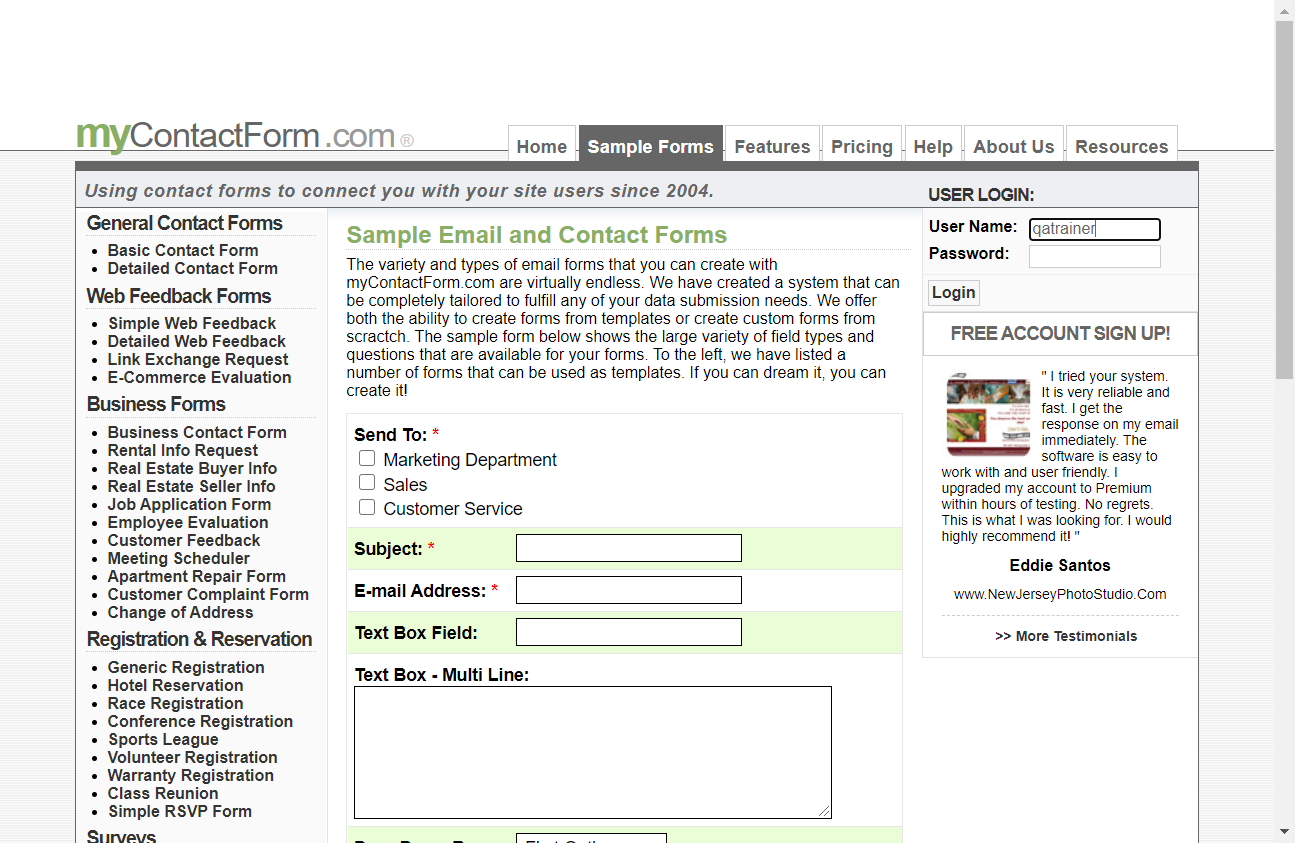 myContactForm.com®
Home
Sample Forms
Features
Pricing
Help
About Us
Resources
Using contact forms to connect you with your site users since 2004.
USER LOGIN:
General Contact Forms
Basic Contact Form
Detailed Contact Form
Web Feedback Forms
Simple Web Feedback
Detailed Web Feedback
Link Exchange Request
E-Commerce Evaluation
Business Forms
Business Contact Form
Rental Info Request
Real Estate Buyer Info
Real Estate Seller Info
Job Application Form
Employee Evaluation
Customer Feedback
Meeting Scheduler
Apartment Repair Form
Customer Complaint Form
Change of Address
Registration & Reservation
Generic Registration
Hotel Reservation
Race Registration
Conference Registration
Sports League
Volunteer Registration
Warranty Registration
Class Reunion
Simple RSVP Form
Surveys
Sample Email and Contact Forms
The variety and types of email forms that you can create with
myContactForm.com are virtually endless. We have created a system that can
be completely tailored to fulfill any of your data submission needs. We offer
both the ability to create forms from templates or create custom forms from
scractch. The sample form below shows the large variety of field types and
questions that are available for your forms. To the left, we have listed a
number of forms that can be used as templates. If you can dream it, you can
create it!
Send To: *
Marketing Department
Sales
Customer Service
Subject: *
E-mail Address: *
Text Box Field:
Text Box - Multi Line:
User Name: qatrainer
Password:
Login
FREE ACCOUNT SIGN UP!
" I tried your system.
It is very reliable and
fast. I get the
response on my email
immediately. The
software is easy to
work with and user friendly. I
upgraded my account to Premium
within hours of testing. No regrets.
This is what I was looking for. I would
highly recommend it! "
Eddie Santos
www.NewJerseyPhotoStudio.Com
>> More Testimonials